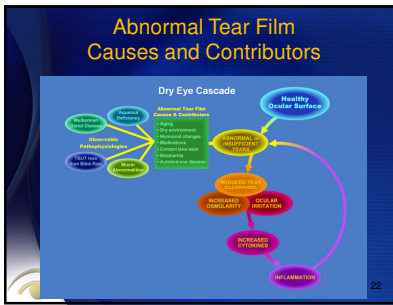 Abnormal Tear Film
Causes and Contributors
Dry Eye Cascade
Healthy
Ocular Surface
Aqueous
Deficiency
Meibomian
Gland Disease
Observable
Pathophysiologies
TBUT less
than Blink Rate
Mucin
Abnormalities
Abnormal Tear Film
Causes & Contributors
• Aging
• Dry environment
• Hormonal changes
• Medications
• Contact lens wear
• Blepharitis
• Autoimmune disease
ABNORMAL or
INSUFFICIENT
TEARS
REDUCED TEAR
CLEARANCE
INCREASED
OSMOLARITY
OCULAR
IRRITATION
INCREASED
CYTOKINES
INFLAMMATION
22